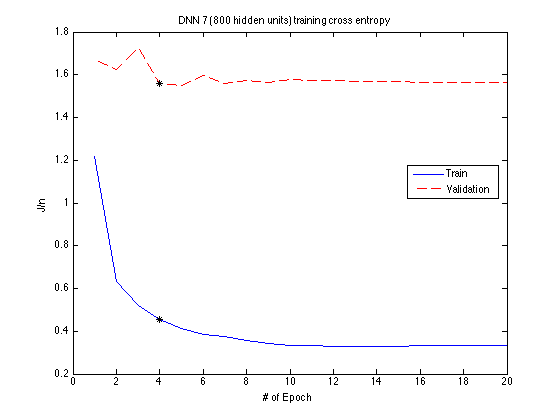 DNN 7 (800 hidden units) training cross entropy
1.8
1.6
1.4
1.2
1
0.8
0.6
0.4
0.2
J/n
Train
Validation
0 2 4 6 8 10 12 14 16 18 20
# of Epoch